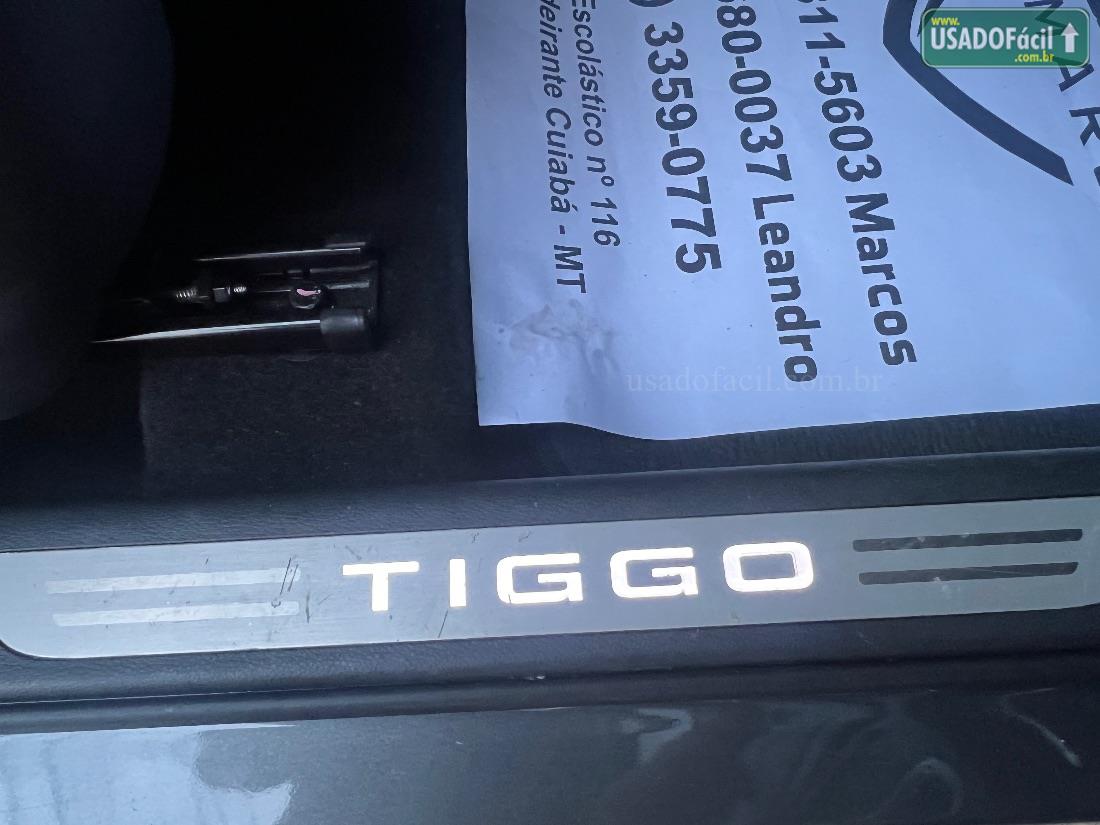 www.
USADOFácil
.com.br
611-5603 Marcos
680-0037 Leandro
) 3359-0775
Escolástico nº 116
deirante Cuiabá - MT
usadofacil.com.br
TIGGO